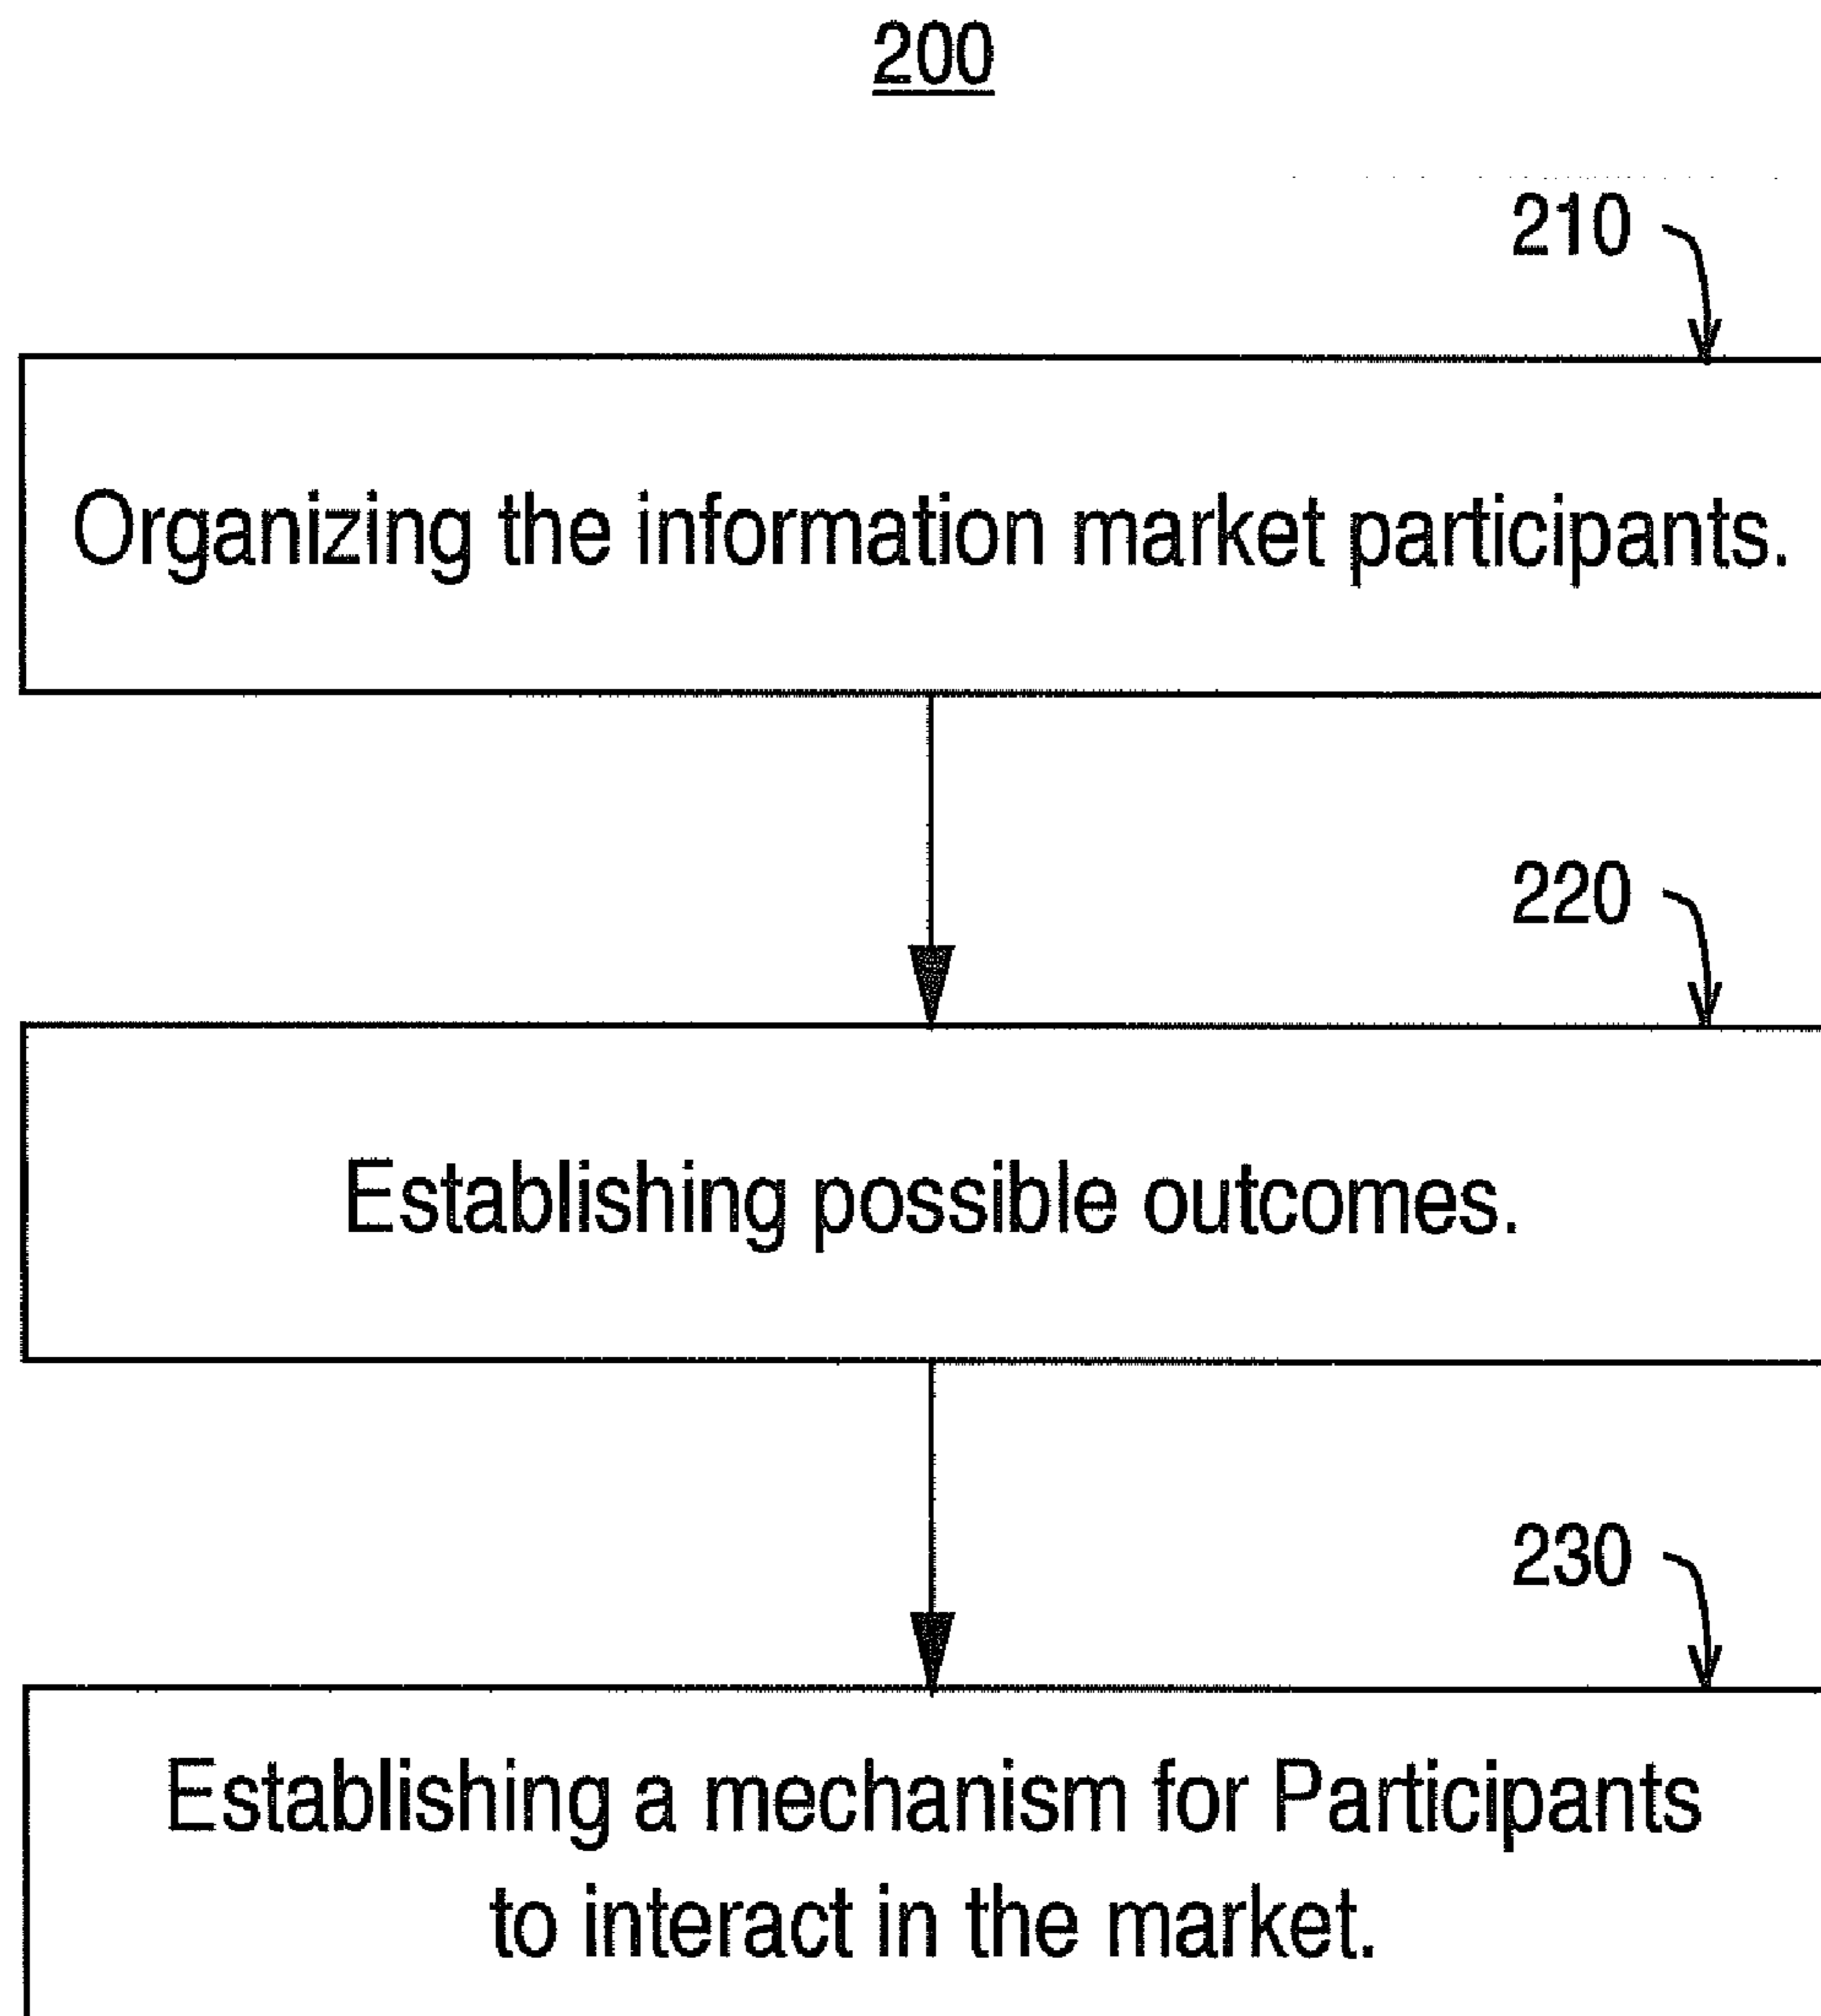 200
210
Organizing the information market participants.
220
Establishing possible outcomes.
230
Establishing a mechanism for Participants
to interact in the market.